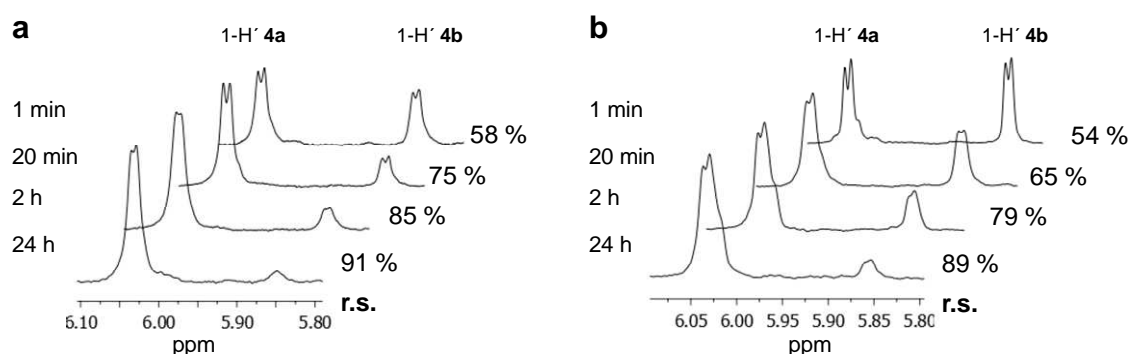 a
1-H´ 4a 1-H´ 4b
1 min
58 %
20 min
75 %
2 h
85 %
24 h
91 %
r.s.
6.10 6.00 5.90 5.80
ppm
b
1-H´ 4a 1-H´ 4b
1 min
54 %
20 min
65 %
2 h
79 %
24 h
89 %
r.s.
6.05 6.00 5.95 5.90 5.85 5.80
ppm